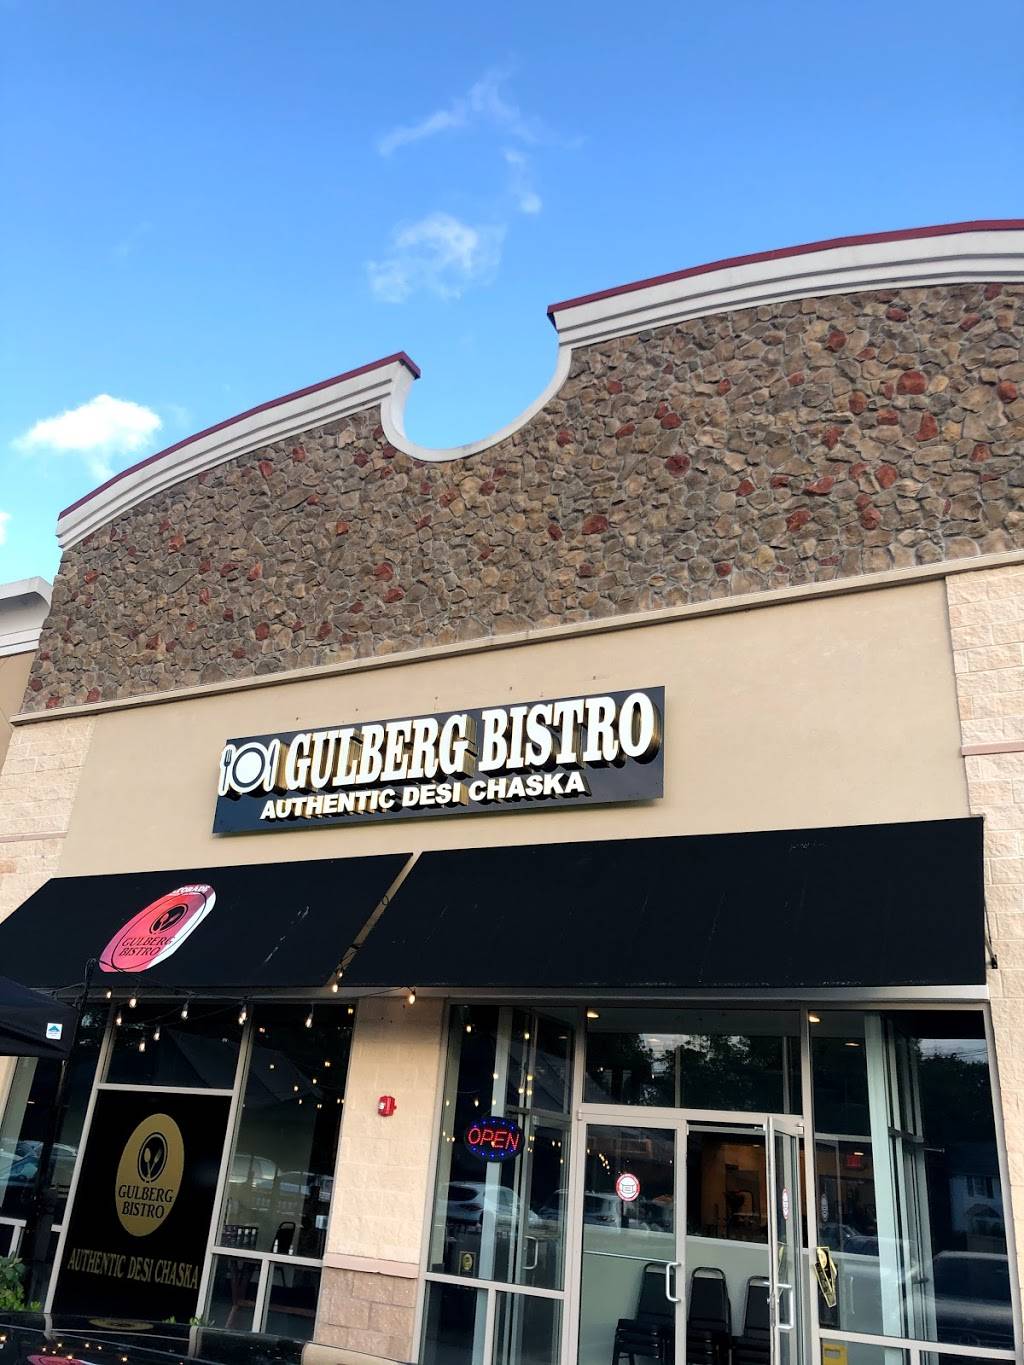 GULBERG BISTRO
AUTHENTIC DESI CHASKA
GULBERG
BISTRO
OPEN
GULBERG
BISTRO
AUTHENTIC DESI CHASKA